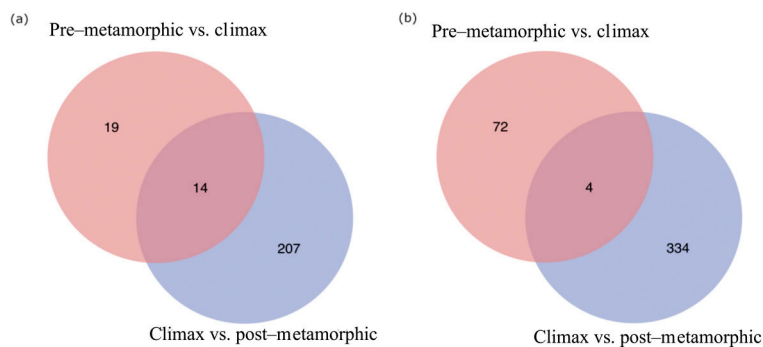 (a)
Pre–metamorphic vs. climax
19
14
207
Climax vs. post–metamorphic
(b)
Pre–metamorphic vs. climax
72
4
334
Climax vs. post–metamorphic